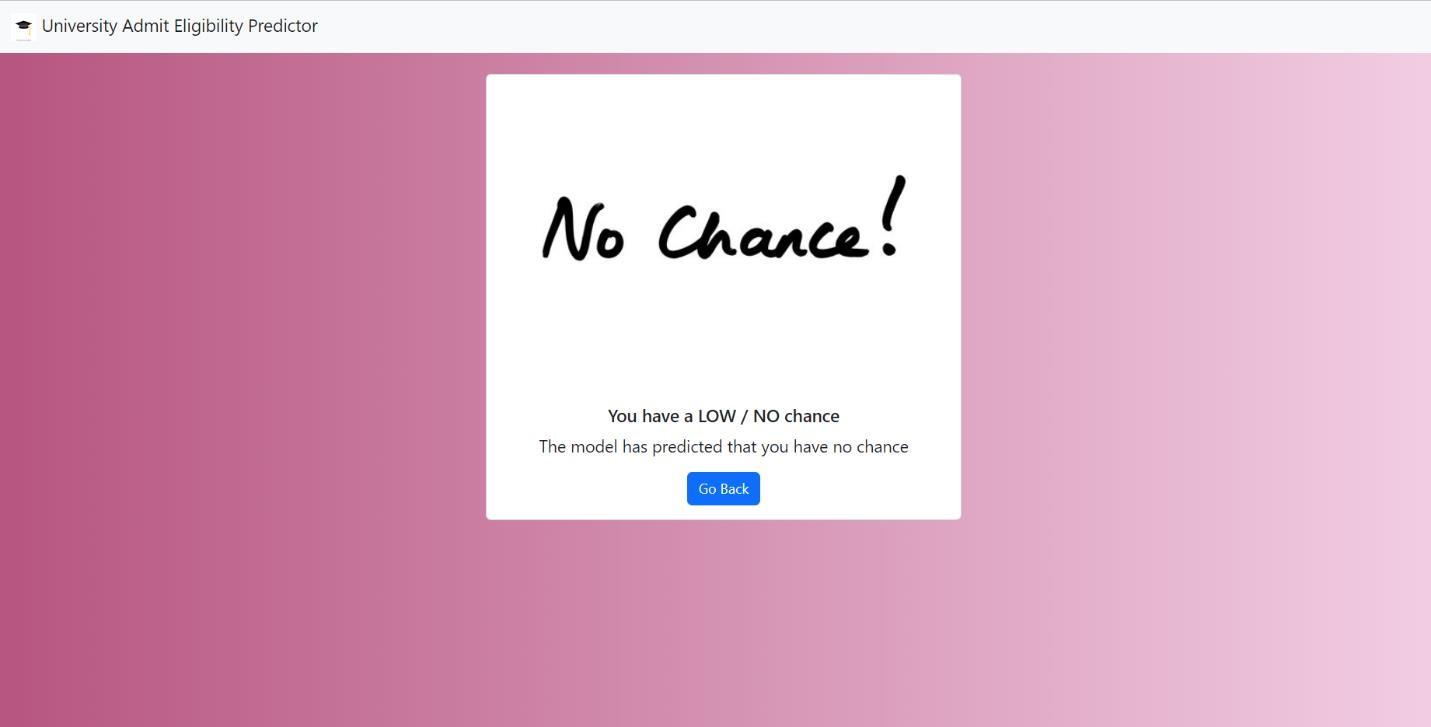 University Admit Eligibility Predictor
No Chance!
You have a LOW / NO chance
The model has predicted that you have no chance
Go Back